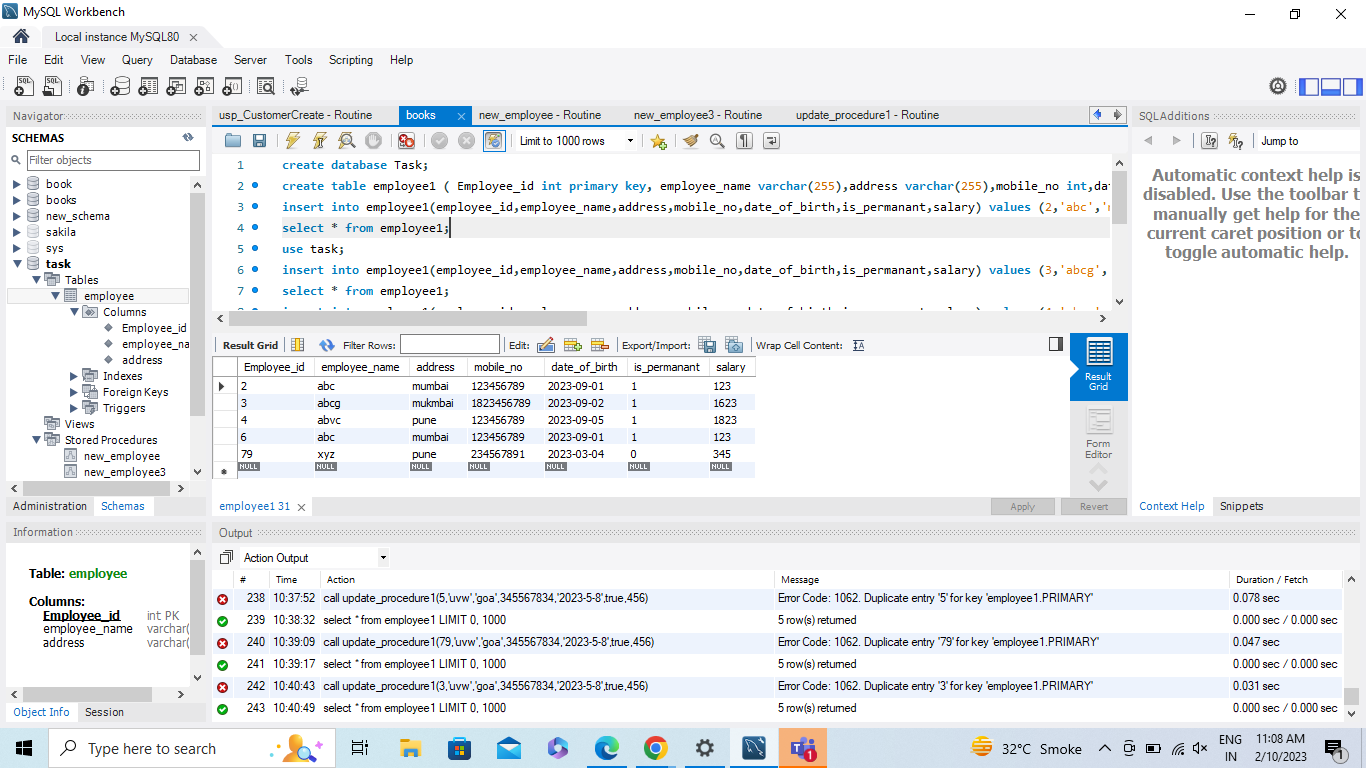 MySQL Workbench
Local instance MySQL80
File Edit View Query Database Server Tools Scripting Help
Navigator
SCHEMAS
Filter objects
book
books
new_schema
sakila
sys
task
Tables
employee
Columns
Employee_id
employee_na
address
Indexes
Foreign Keys
Triggers
Views
Stored Procedures
new_employee
new_employee3
Administration Schemas
Information
Table: employee
Columns:
Employee_id int PK
employee_name varchar(
address varchar(
Object Info Session
usp_CustomerCreate - Routine books new_employee - Routine new_employee3 - Routine update_procedure1 - Routine
Limit to 1000 rows
1 create database Task;
2 create table employee1 ( Employee_id int primary key, employee_name varchar(255),address varchar(255),mobile_no int,da
3 insert into employee1(employee_id,employee_name,address,mobile_no,date_of_birth,is_permanant,salary) values (2,'abc','
4 select * from employee1;
5 use task;
6 insert into employee1(employee_id,employee_name,address,mobile_no,date_of_birth,is_permanant,salary) values (3,'abcg',
7 select * from employee1;
Result Grid Filter Rows: Edit: Export/Import: Wrap Cell Content:
Employee_id employee_name address mobile_no date_of_birth is_permanant salary
2 abc mumbai 123456789 2023-09-01 1 123
3 abcg mukmbai 1823456789 2023-09-02 1 1623
4 abvc pune 123456789 2023-09-05 1 1823
6 abc mumbai 123456789 2023-09-01 1 123
79 xyz pune 234567891 2023-03-04 0 345
NULL NULL NULL NULL NULL NULL NULL
Result
Grid
Form
Editor
employee1 31
Apply Revert
SQLAdditions
Jump to
Automatic context help is
disabled. Use the toolbar t
manually get help for the
current caret position or to
toggle automatic help.
Context Help Snippets
Output
Action Output
# Time Action Message Duration / Fetch
238 10:37:52 call update_procedure1(5,'uvw','goa',345567834,'2023-5-8',true,456) Error Code: 1062. Duplicate entry '5' for key 'employee1.PRIMARY' 0.078 sec
239 10:38:32 select * from employee1 LIMIT 0, 1000 5 row(s) returned 0.000 sec / 0.000 sec
240 10:39:09 call update_procedure1(79,'uvw','goa',345567834,'2023-5-8',true,456) Error Code: 1062. Duplicate entry '79' for key 'employee1.PRIMARY' 0.047 sec
241 10:39:17 select * from employee1 LIMIT 0, 1000 5 row(s) returned 0.000 sec / 0.000 sec
242 10:40:43 call update_procedure1(3,'uvw','goa',345567834,'2023-5-8',true,456) Error Code: 1062. Duplicate entry '3' for key 'employee1.PRIMARY' 0.031 sec
243 10:40:49 select * from employee1 LIMIT 0, 1000 5 row(s) returned 0.000 sec / 0.000 sec
Type here to search
32°C Smoke
ENG
IN
11:08 AM
2/10/2023
1
1